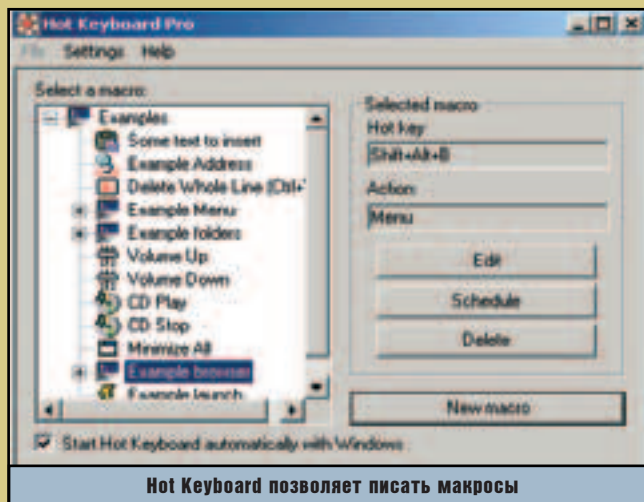 Hot Keyboard Pro
File Settings Help
Select a macro:
Examples
Some text to insert
Example Address
Delete Whole Line (Ctrl+
Example Menu
Example folders
Volume Up
Volume Down
CD Play
CD Stop
Minimize All
Example browser
Example launch
Selected macro
Hot key
Shift+Alt+B
Action
Menu
Edit
Schedule
Delete
New macro
Start Hot Keyboard automatically with Windows
Hot Keyboard позволяет писать макросы